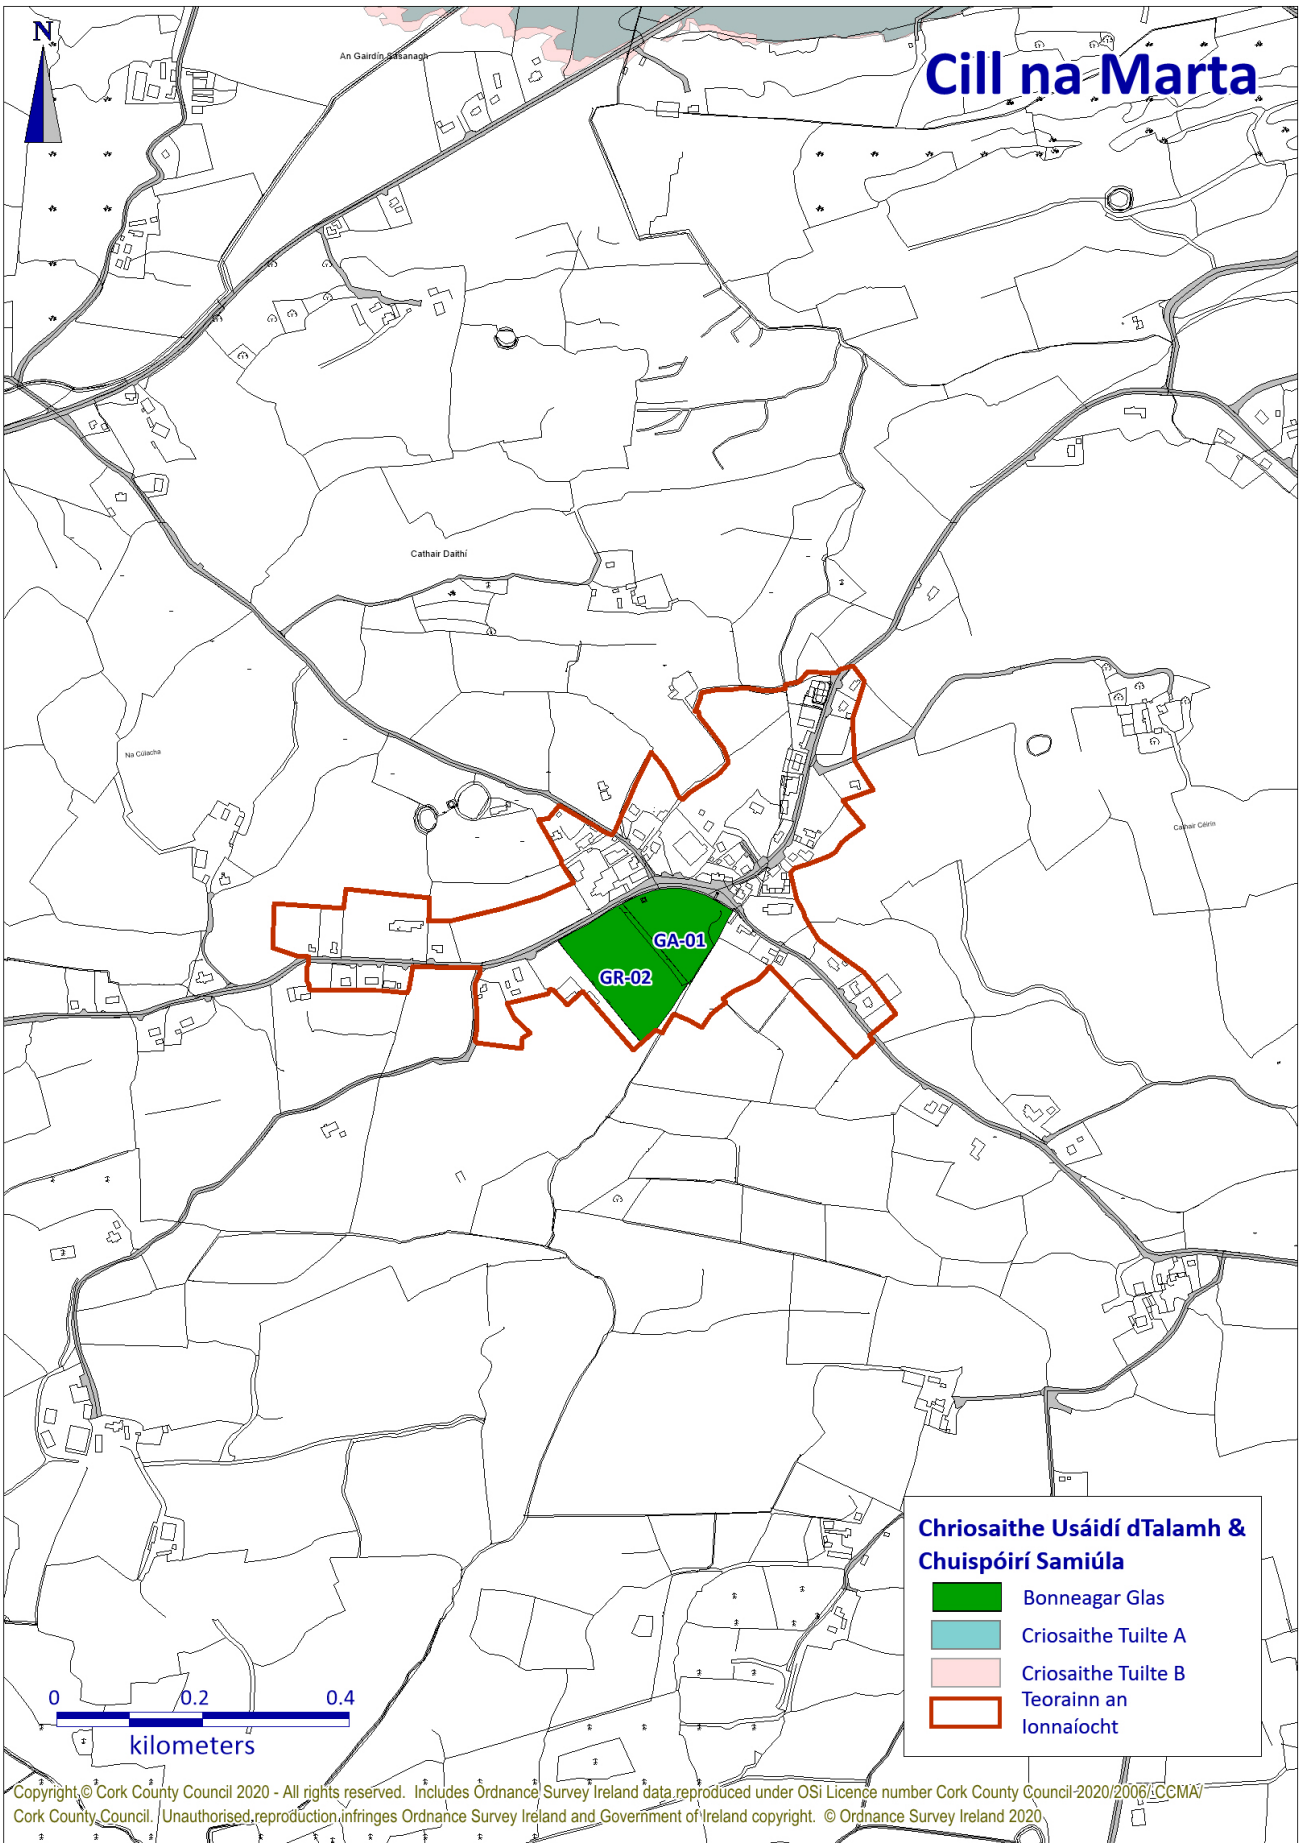 N
An Gairdín Sasanagh
Cill na Marta
Cathair Daithí
Na Cúlacha
Cathair Céirín
GA-01
GR-02
Chriosaithe Usáidí dTalamh &
Chuispóirí Samiúla
Bonneagar Glas
Criosaithe Tuilte A
Criosaithe Tuilte B
Teorainn an
Ionnaíocht
0 0.2 0.4
kilometers
Copyright © Cork County Council 2020 - All rights reserved. Includes Ordnance Survey Ireland data reproduced under OSi Licence number Cork County Council-2020/2006/CCMA/
Cork County Council. Unauthorised reproduction infringes Ordnance Survey Ireland and Government of Ireland copyright. © Ordnance Survey Ireland 2020